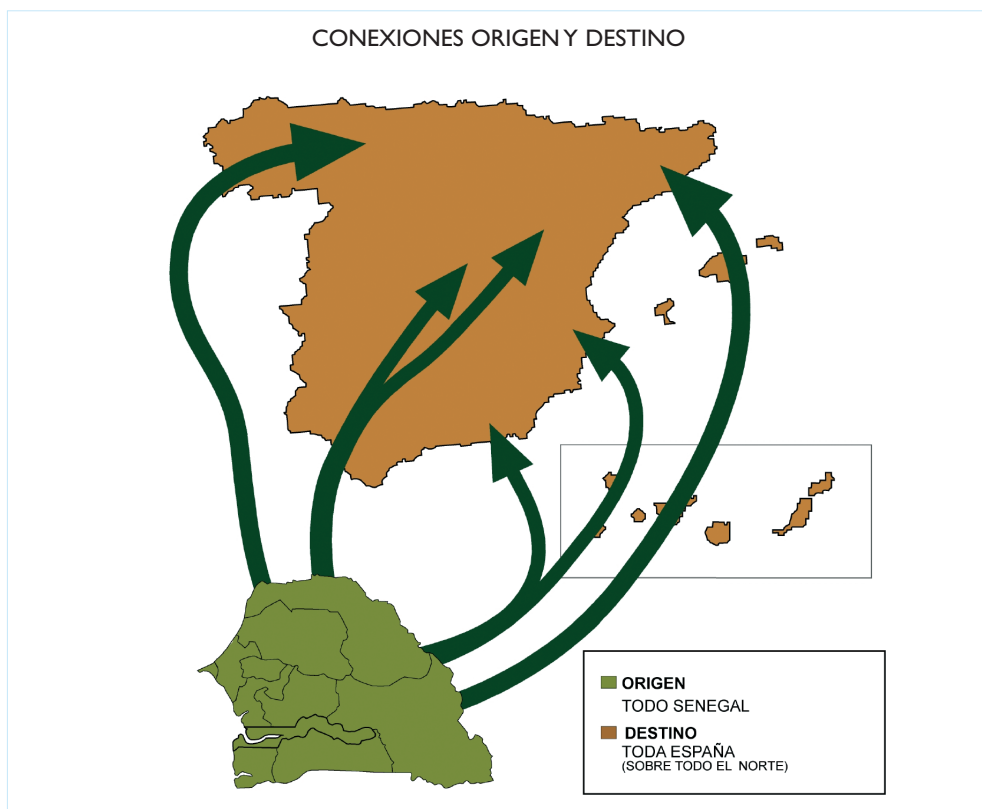 CONEXIONES ORIGEN Y DESTINO
ORIGEN
TODO SENEGAL
DESTINO
TODA ESPAÑA
(SOBRE TODO EL NORTE)